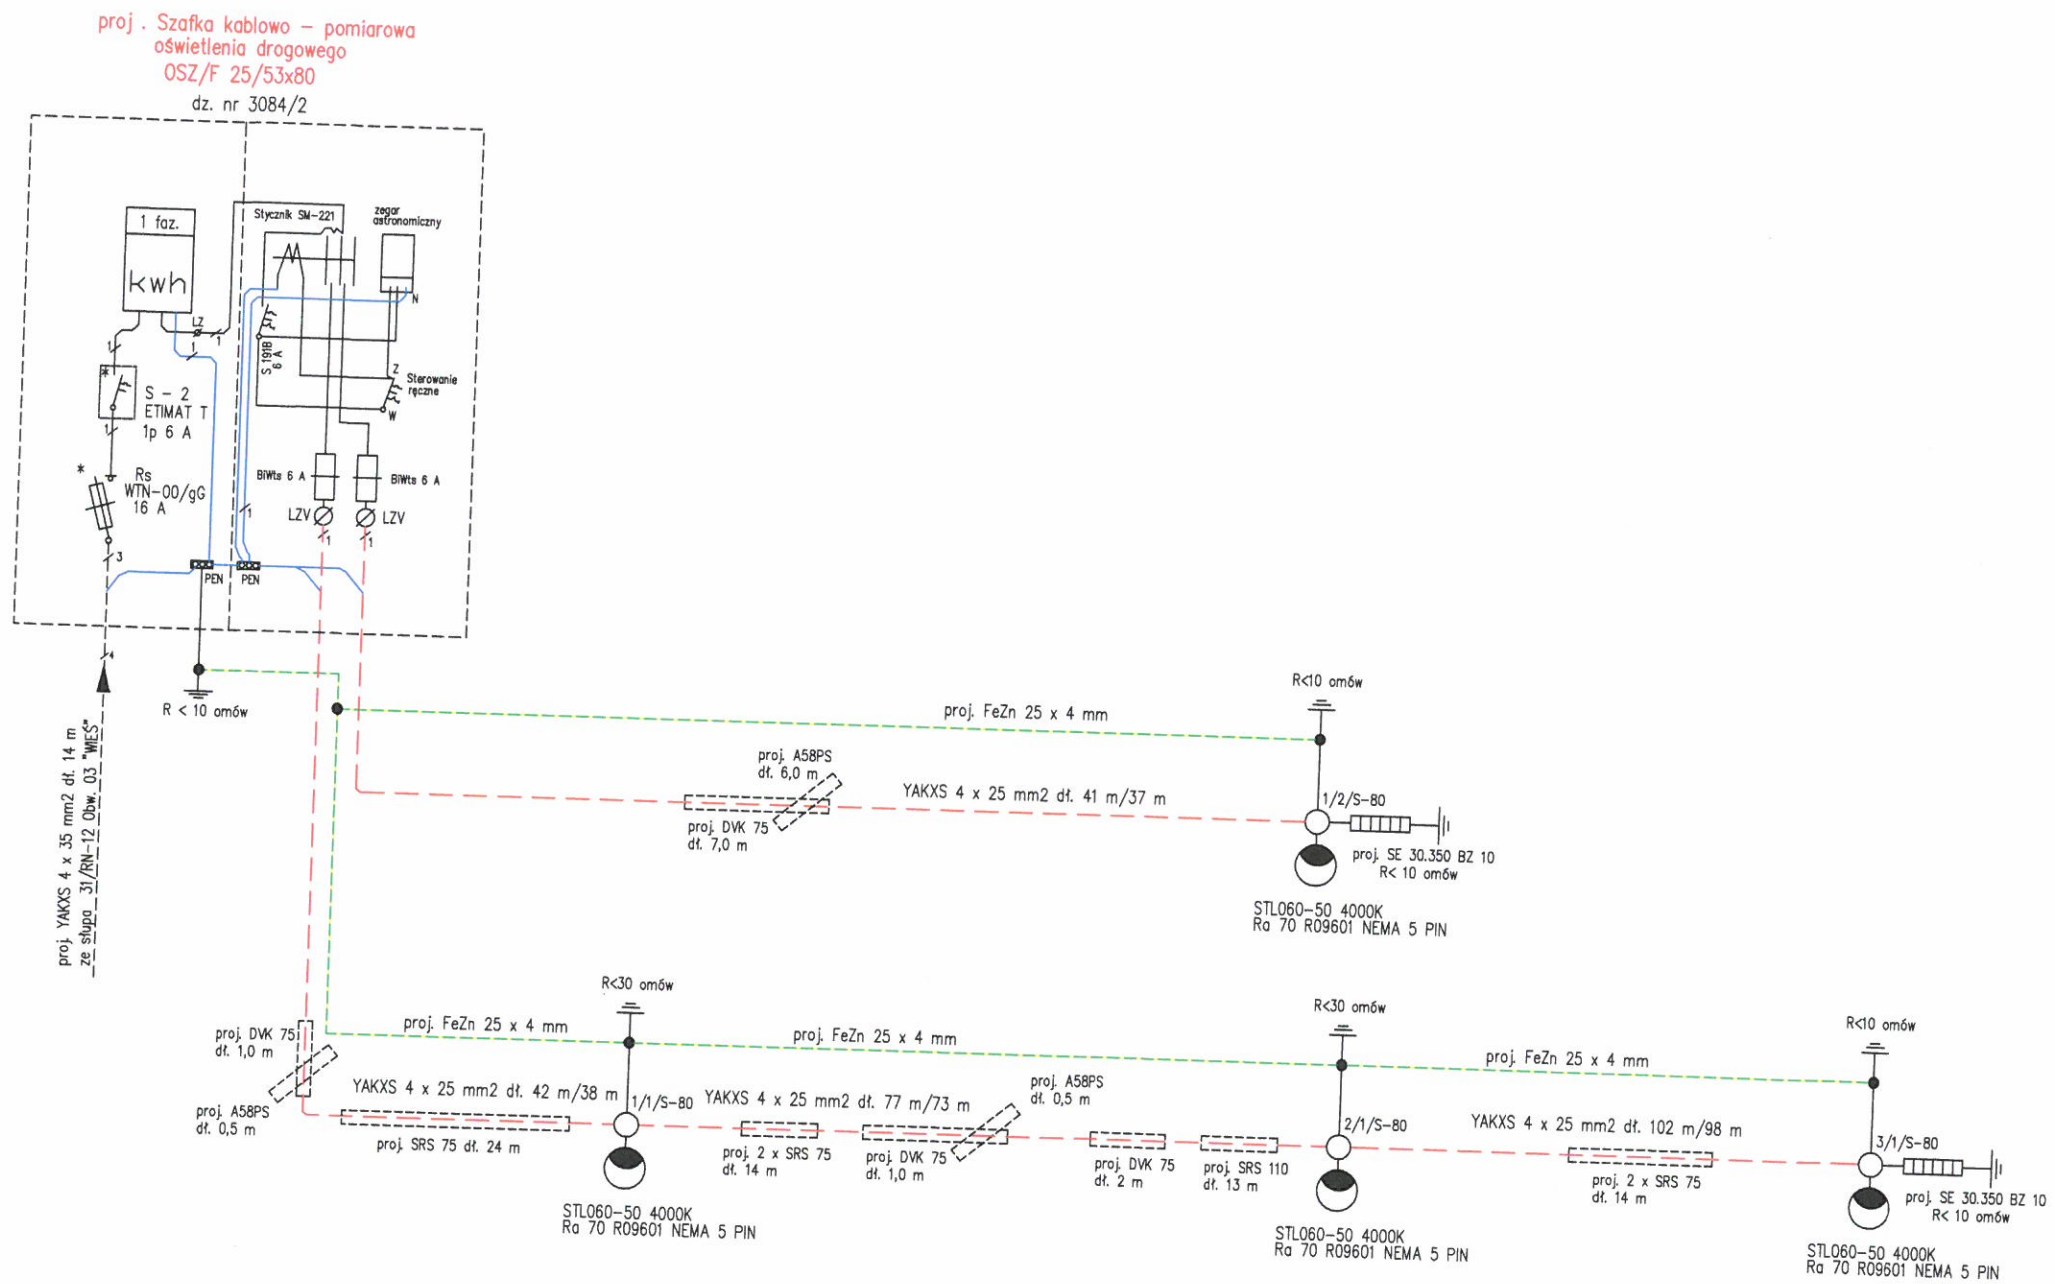 proj . Szafka kablowo – pomiarowa
oświetlenia drogowego
OSZ/F 25/53x80
dz. nr 3084/2
1 faz.
kwh
LZ
1
1
1
S – 2
ETIMAT T
1p 6 A
1
*
*
Rs
WTN–00/gG
16 A
3
PEN
PEN
4
R < 10 omów
Stycznik SM–221
zegar
astronomiczny
N
S 191B
6 A
Z
Sterowanie
ręczne
W
BiWts 6 A
BiWts 6 A
LZV
LZV
1
1
1
proj. YAKXS 4 x 35 mm2 dł. 14 m
ze słupa 31/RN–12 Obw. 03 "WIEŚ"
proj. FeZn 25 x 4 mm
R<10 omów
proj. A58PS
dł. 6,0 m
proj. DVK 75
dł. 7,0 m
YAKXS 4 x 25 mm2 dł. 41 m/37 m
1/2/S–80
proj. SE 30.350 BZ 10
R< 10 omów
STL060–50 4000K
Ra 70 R09601 NEMA 5 PIN
proj. DVK 75
dł. 1,0 m
proj. A58PS
dł. 0,5 m
proj. FeZn 25 x 4 mm
R<30 omów
YAKXS 4 x 25 mm2 dł. 42 m/38 m
proj. SRS 75 dł. 24 m
1/1/S–80
STL060–50 4000K
Ra 70 R09601 NEMA 5 PIN
proj. FeZn 25 x 4 mm
YAKXS 4 x 25 mm2 dł. 77 m/73 m
proj. 2 x SRS 75
dł. 14 m
proj. DVK 75
dł. 1,0 m
proj. A58PS
dł. 0,5 m
proj. DVK 75
dł. 2 m
proj. SRS 110
dł. 13 m
R<30 omów
2/1/S–80
STL060–50 4000K
Ra 70 R09601 NEMA 5 PIN
proj. FeZn 25 x 4 mm
YAKXS 4 x 25 mm2 dł. 102 m/98 m
proj. 2 x SRS 75
dł. 14 m
R<10 omów
3/1/S–80
proj. SE 30.350 BZ 10
R< 10 omów
STL060–50 4000K
Ra 70 R09601 NEMA 5 PIN